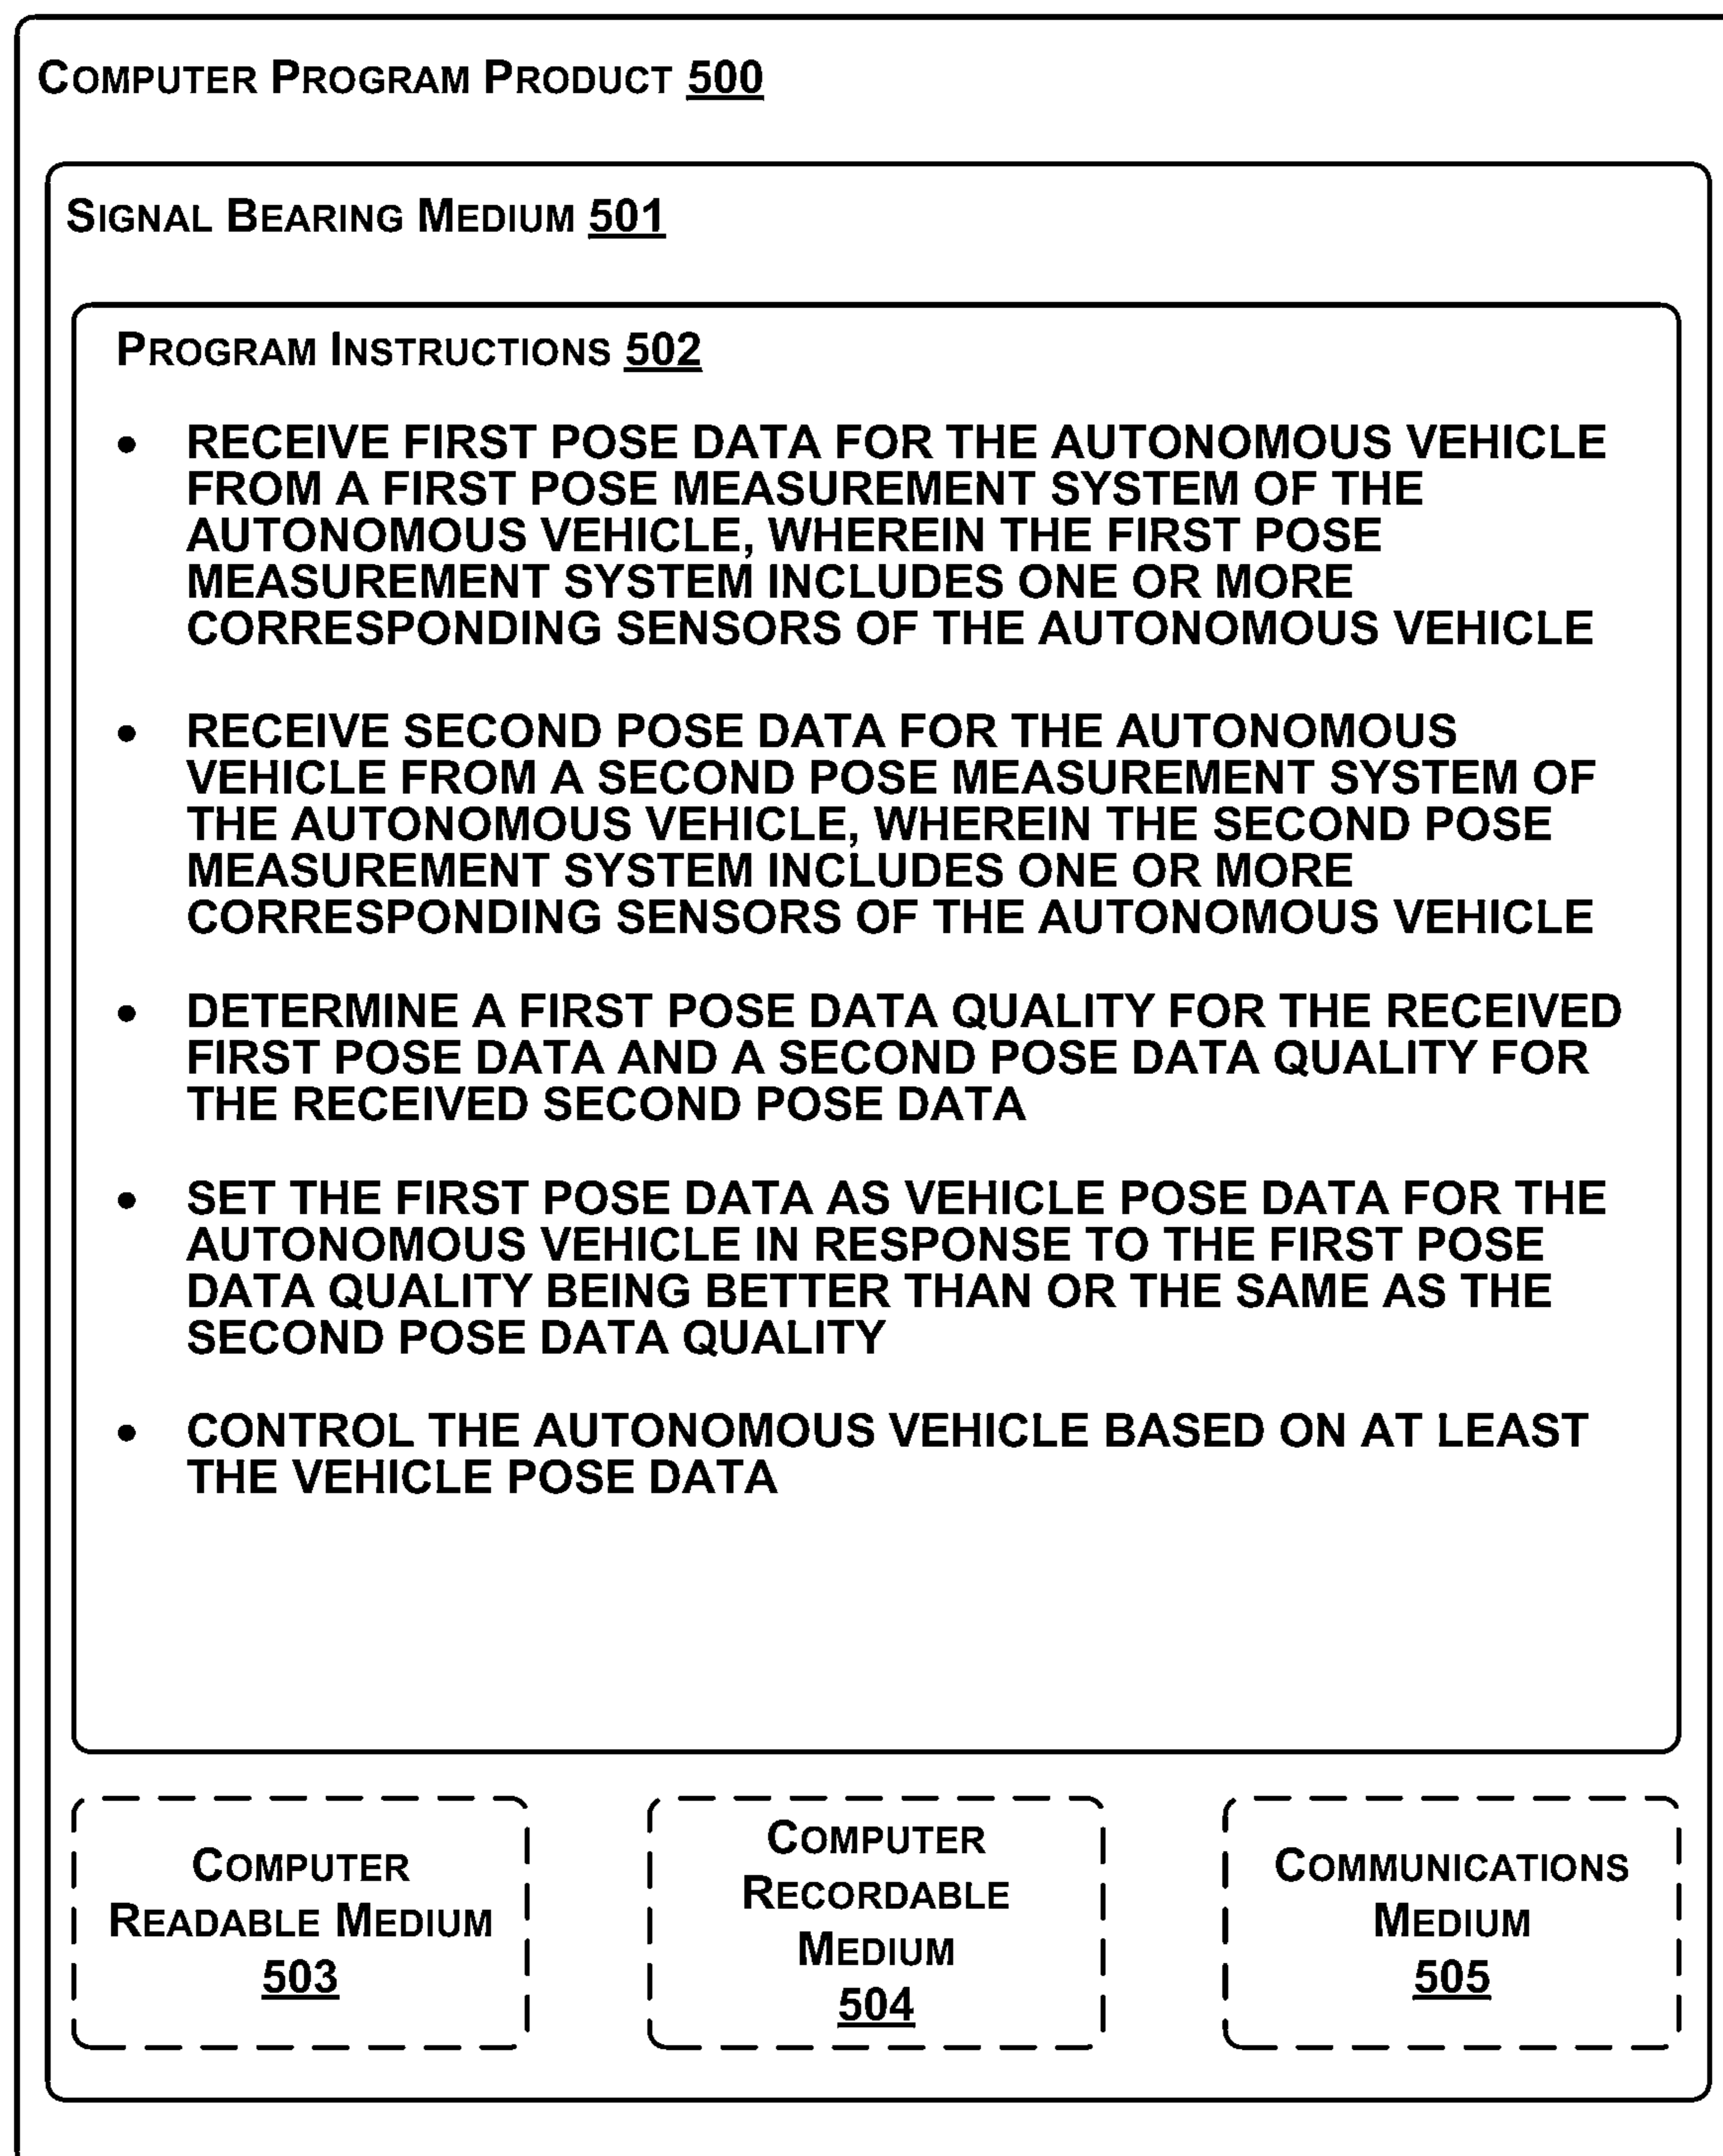 COMPUTER PROGRAM PRODUCT 500
SIGNAL BEARING MEDIUM 501
PROGRAM INSTRUCTIONS 502
• RECEIVE FIRST POSE DATA FOR THE AUTONOMOUS VEHICLE
FROM A FIRST POSE MEASUREMENT SYSTEM OF THE
AUTONOMOUS VEHICLE, WHEREIN THE FIRST POSE
MEASUREMENT SYSTEM INCLUDES ONE OR MORE
CORRESPONDING SENSORS OF THE AUTONOMOUS VEHICLE
• RECEIVE SECOND POSE DATA FOR THE AUTONOMOUS
VEHICLE FROM A SECOND POSE MEASUREMENT SYSTEM OF
THE AUTONOMOUS VEHICLE, WHEREIN THE SECOND POSE
MEASUREMENT SYSTEM INCLUDES ONE OR MORE
CORRESPONDING SENSORS OF THE AUTONOMOUS VEHICLE
• DETERMINE A FIRST POSE DATA QUALITY FOR THE RECEIVED
FIRST POSE DATA AND A SECOND POSE DATA QUALITY FOR
THE RECEIVED SECOND POSE DATA
• SET THE FIRST POSE DATA AS VEHICLE POSE DATA FOR THE
AUTONOMOUS VEHICLE IN RESPONSE TO THE FIRST POSE
DATA QUALITY BEING BETTER THAN OR THE SAME AS THE
SECOND POSE DATA QUALITY
• CONTROL THE AUTONOMOUS VEHICLE BASED ON AT LEAST
THE VEHICLE POSE DATA
COMPUTER
READABLE MEDIUM
503
COMPUTER
RECORDABLE
MEDIUM
504
COMMUNICATIONS
MEDIUM
505